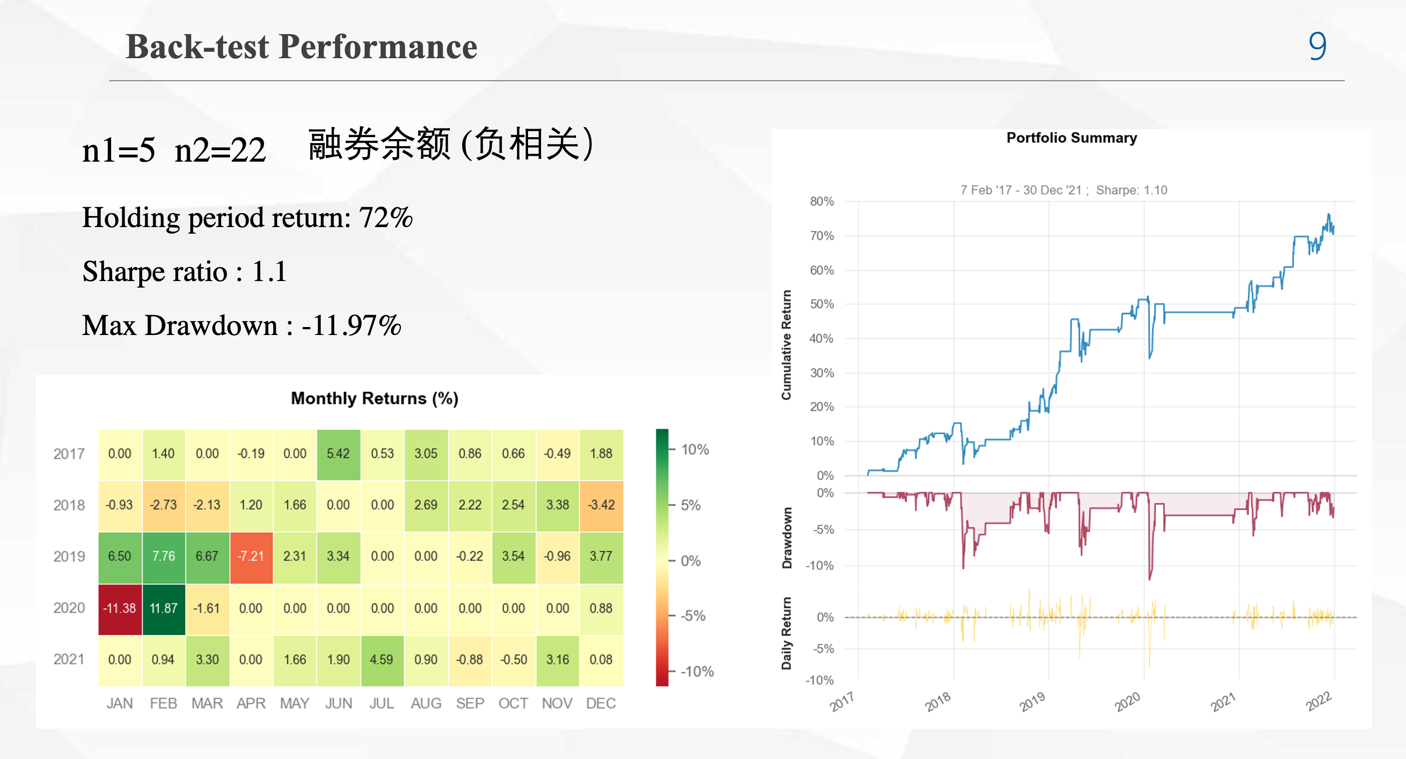 Back-test Performance
9
n1=5 n2=22 融券余额 (负相关）
Holding period return: 72%
Sharpe ratio : 1.1
Max Drawdown : -11.97%
Monthly Returns (%)
2017 0.00 1.40 0.00 -0.19 0.00 5.42 0.53 3.05 0.86 0.66 -0.49 1.88
2018 -0.93 -2.73 -2.13 1.20 1.66 0.00 0.00 2.69 2.22 2.54 3.38 -3.42
2019 6.50 7.76 6.67 -7.21 2.31 3.34 0.00 0.00 -0.22 3.54 -0.96 3.77
2020 -11.38 11.87 -1.61 0.00 0.00 0.00 0.00 0.00 0.00 0.00 0.00 0.88
2021 0.00 0.94 3.30 0.00 1.66 1.90 4.59 0.90 -0.88 -0.50 3.16 0.08
JAN FEB MAR APR MAY JUN JUL AUG SEP OCT NOV DEC
10%
5%
0%
-5%
-10%
Portfolio Summary
7 Feb '17 - 30 Dec '21 ; Sharpe: 1.10
Cumulative Return
80%
70%
60%
50%
40%
30%
20%
10%
0%
Drawdown
0%
-5%
-10%
Daily Return
0%
-5%
-10%
2017 2018 2019 2020 2021 2022